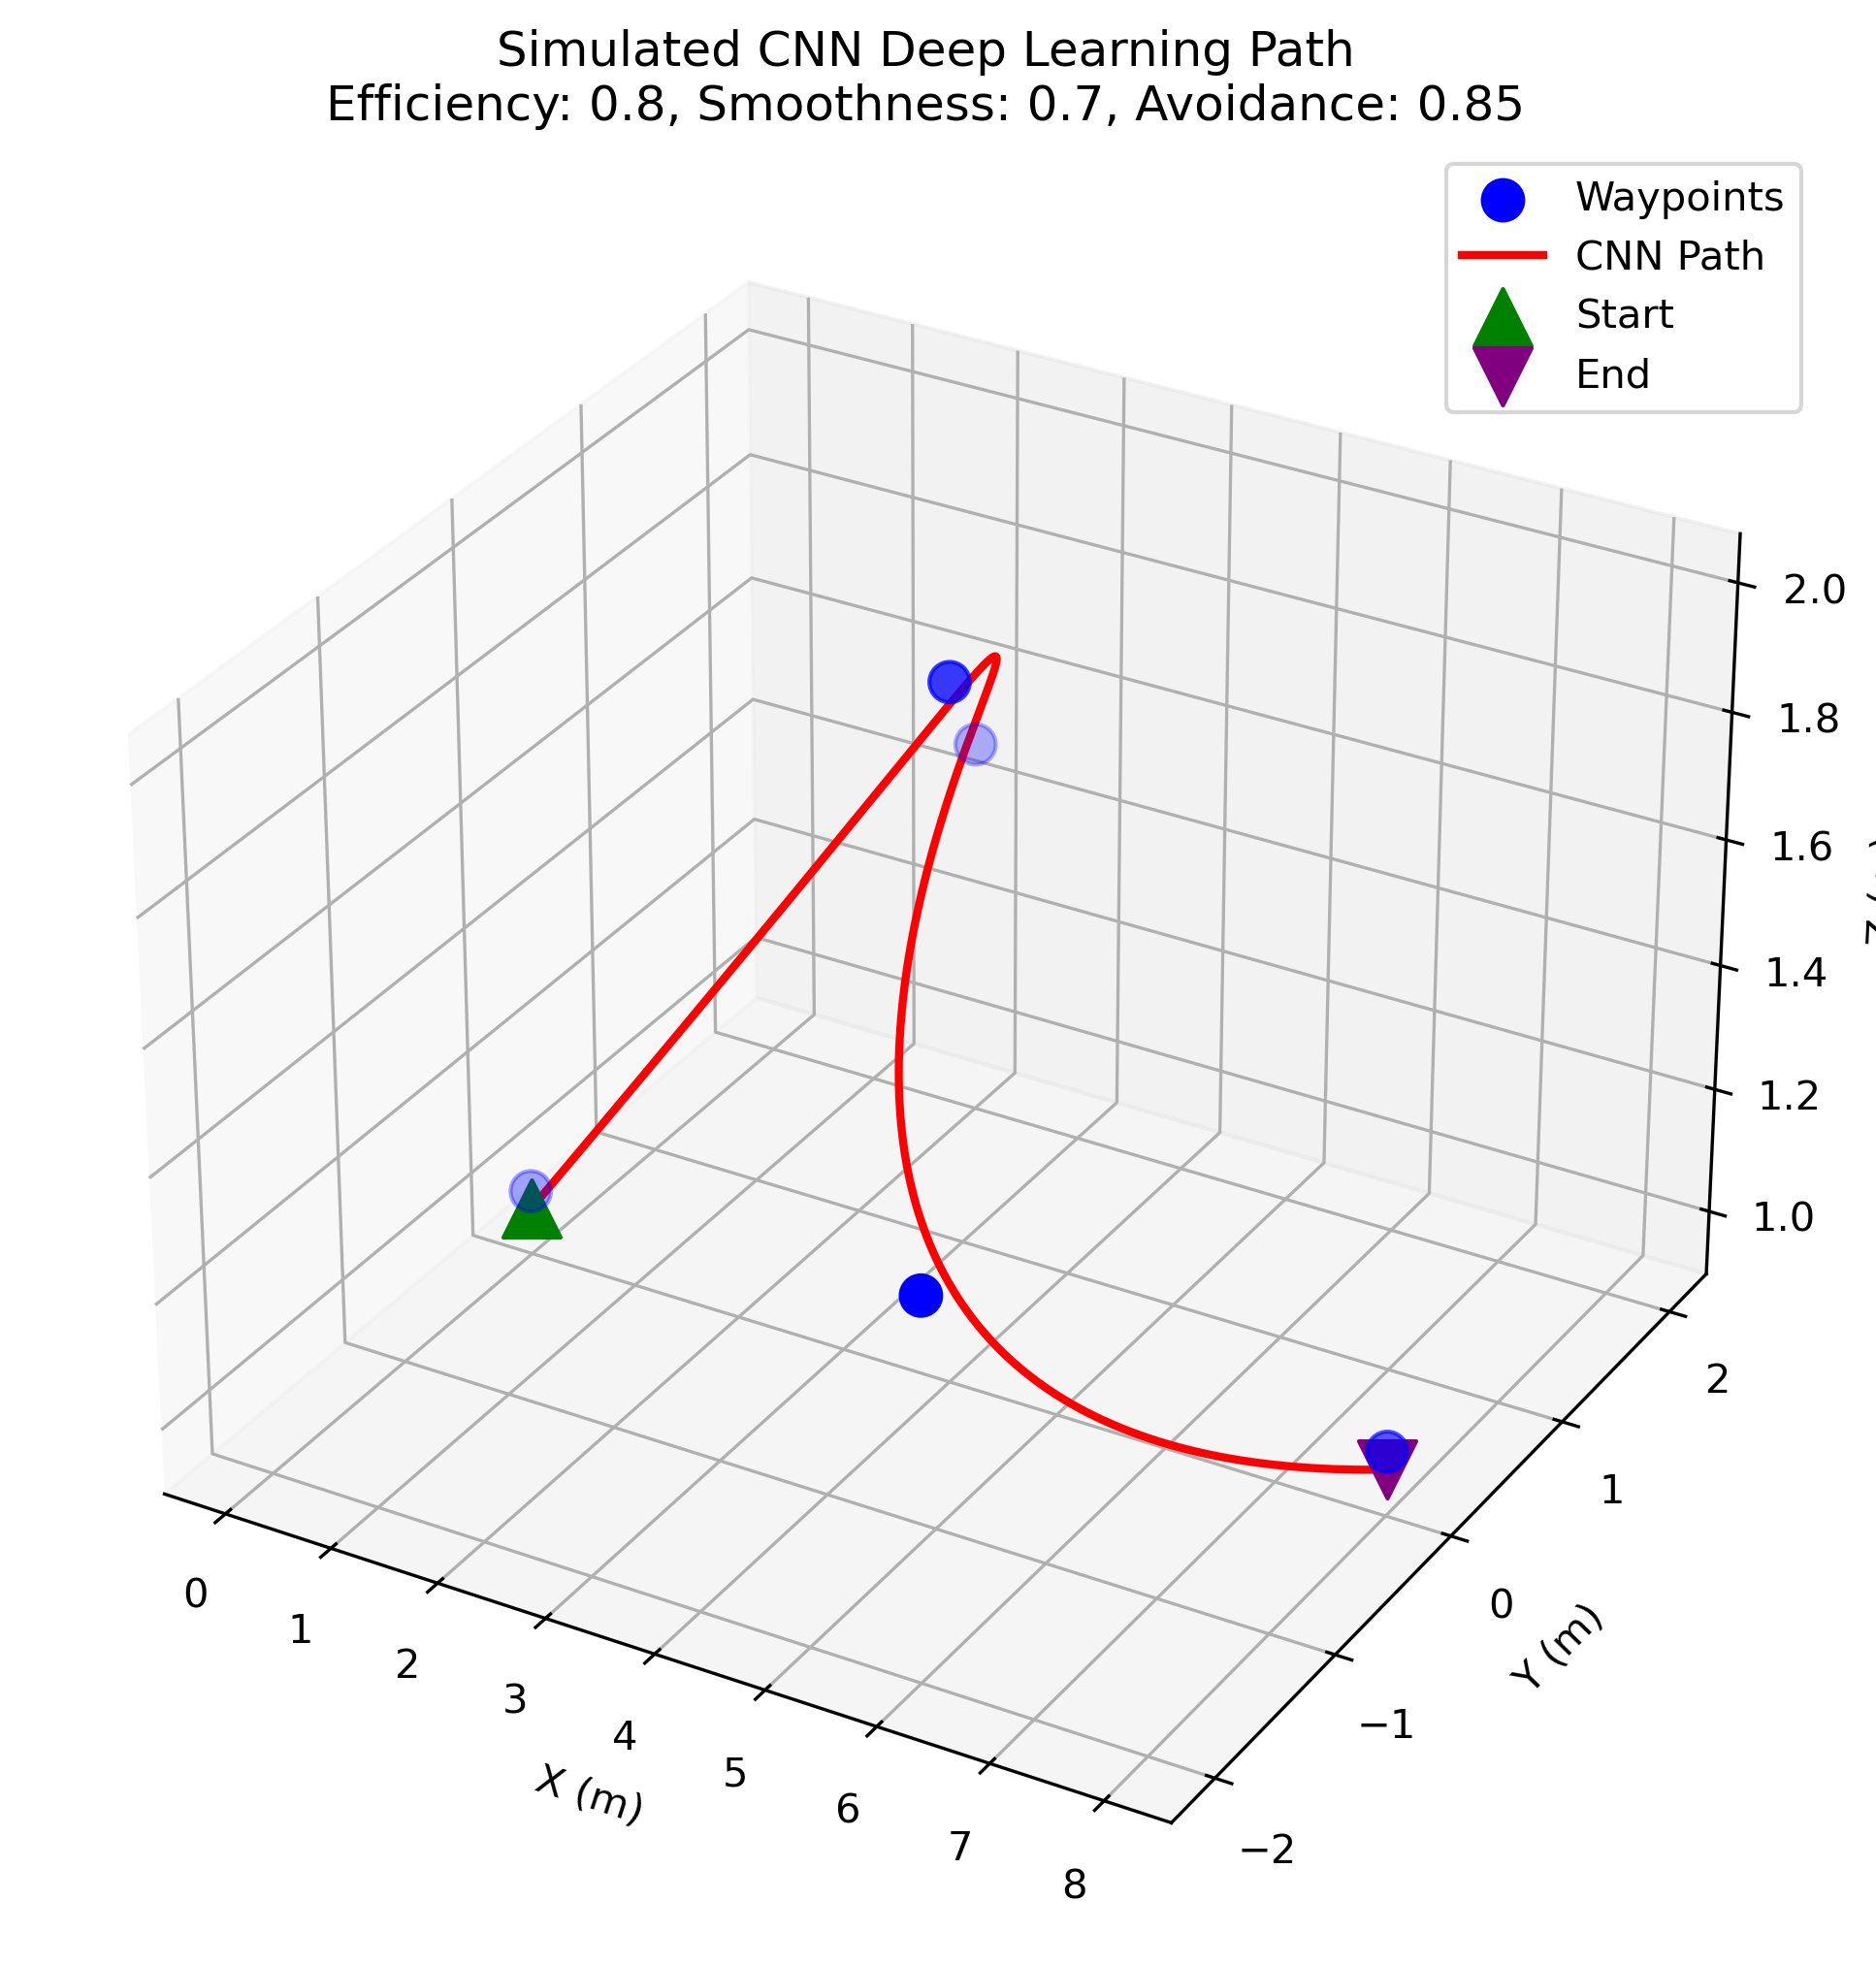 Simulated CNN Deep Learning Path
Efficiency: 0.8, Smoothness: 0.7, Avoidance: 0.85
Waypoints
CNN Path
Start
End
2.0
1.8
1.6
1.4
1.2
1.0
2
1
0
−1
−2
Y (m)
0
1
2
3
4
5
6
7
8
X (m)